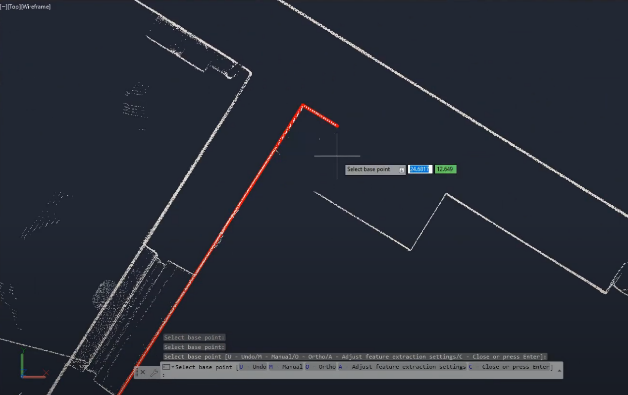 [−][Top][Wireframe]
Select base point
24.6811 12.649
Select base point:
Select base point:
Select base point [U - Undo/M - Manual/O - Ortho/A - Adjust feature extraction settings/C - Close or press Enter]:
Select base point [U - Undo M - Manual O - Ortho A - Adjust feature extraction settings C - Close or press Enter]
: